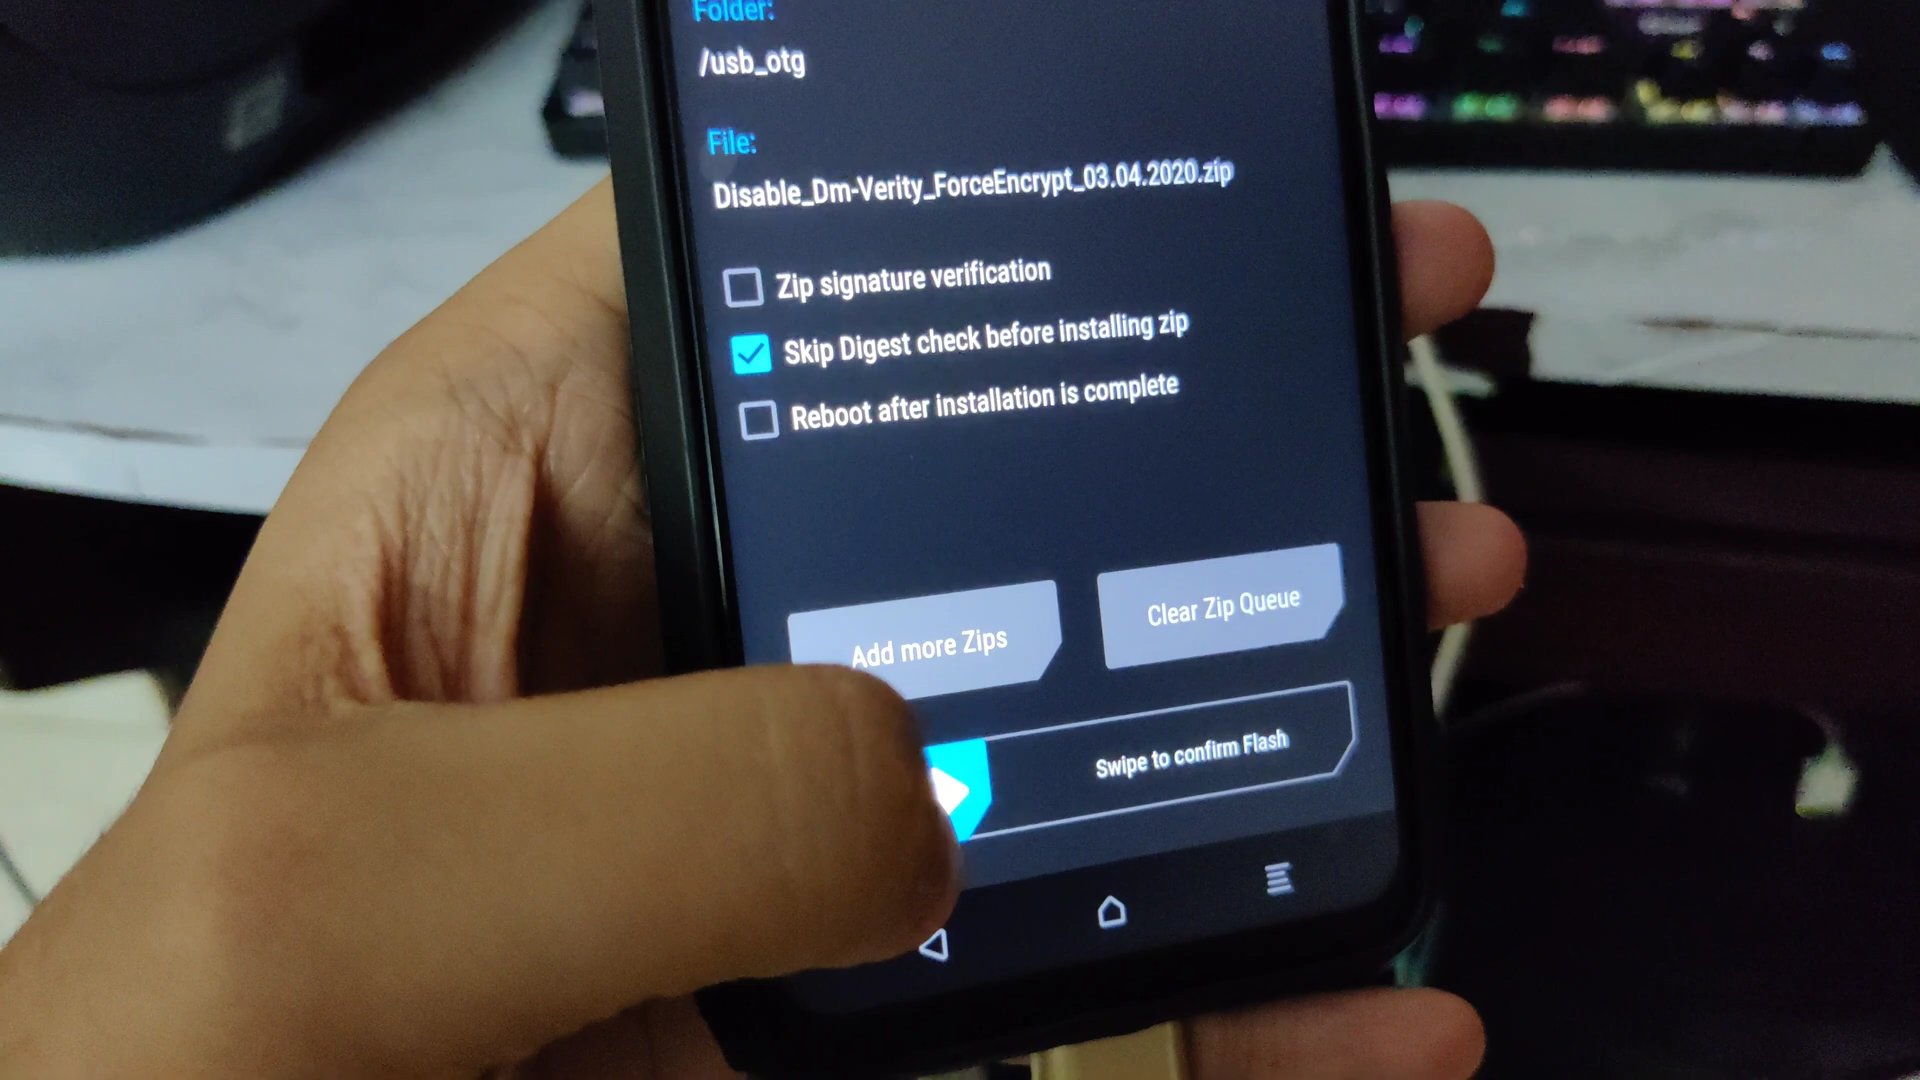 Folder:
/usb_otg
File:
Disable_Dm-Verity_ForceEncrypt_03.04.2020.zip
Zip signature verification
Skip Digest check before installing zip
Reboot after installation is complete
Add more Zips
Clear Zip Queue
Swipe to confirm Flash